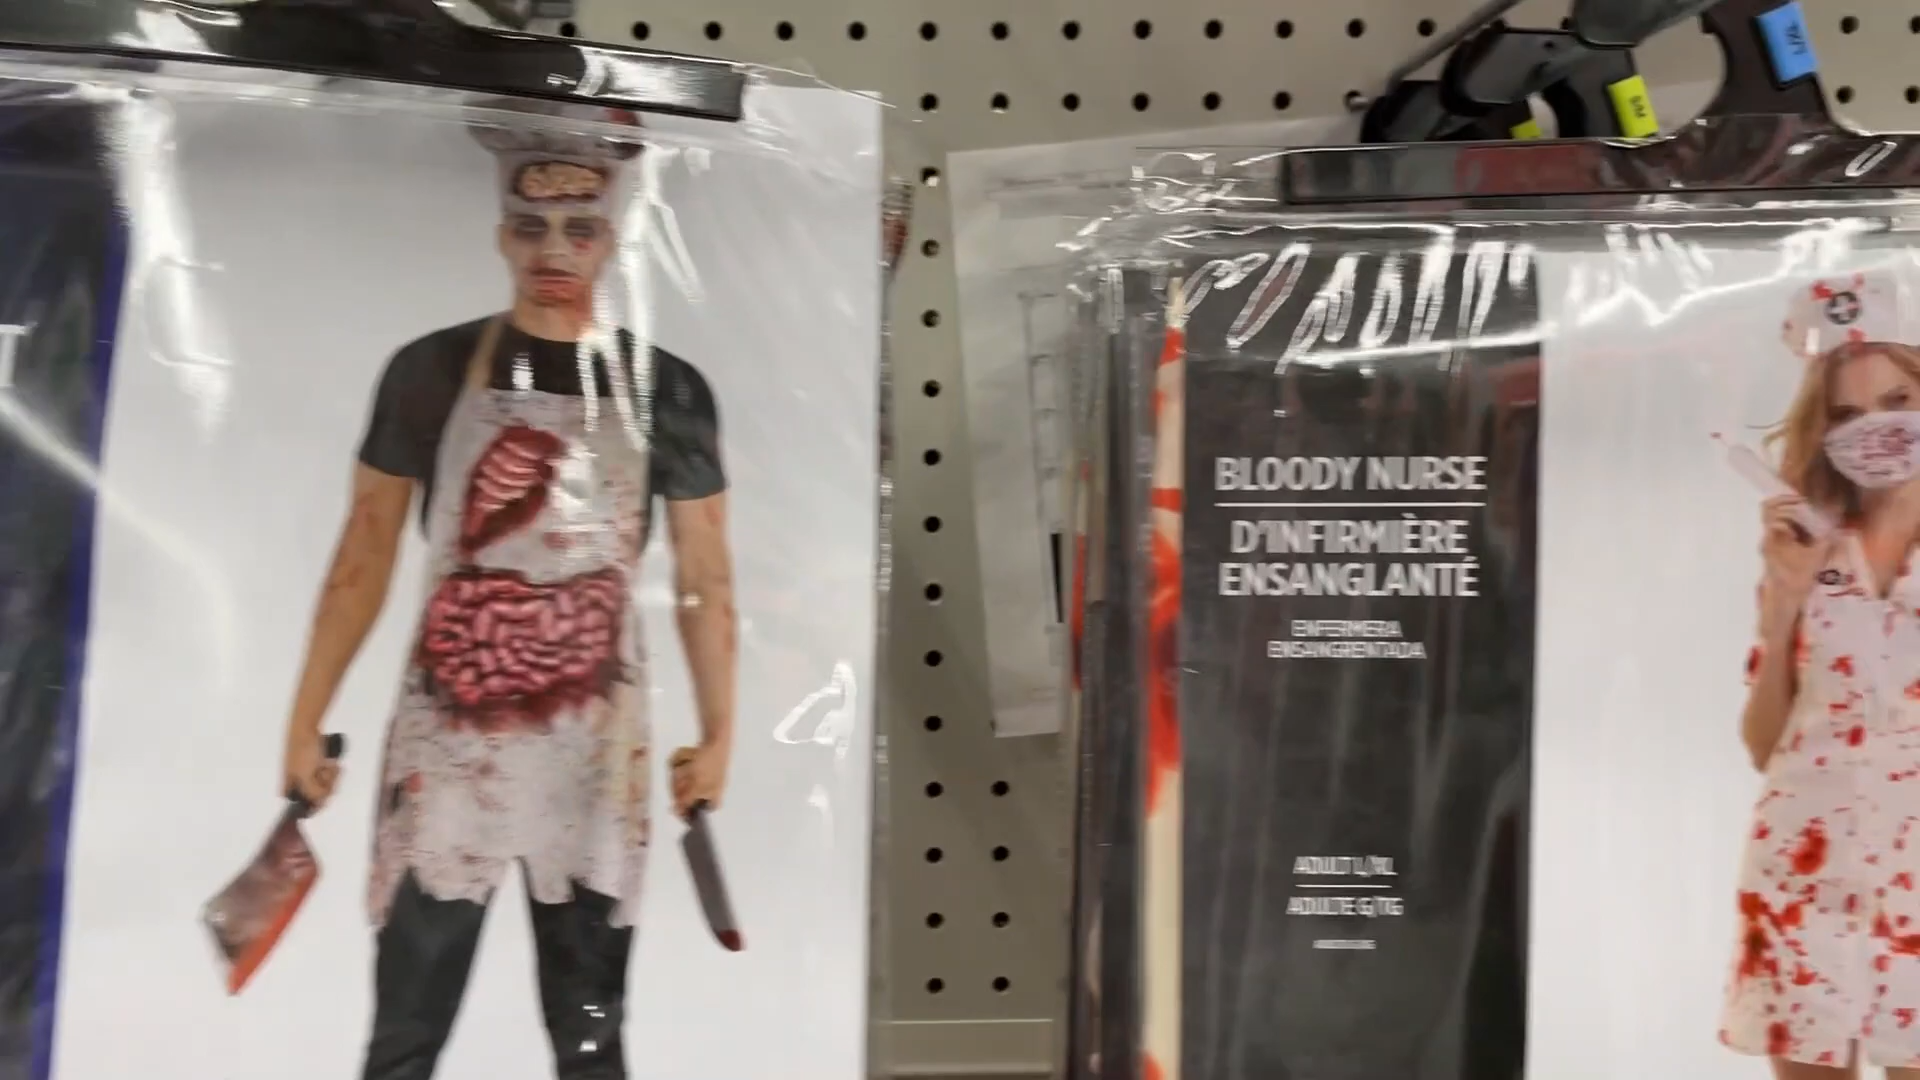 T
BLOODY NURSE
D'INFIRMIÈRE
ENSANGLANTÉ
ENFERMERA
ENSANGRENTADA
ADULT L/XL
ADULTE G/TG